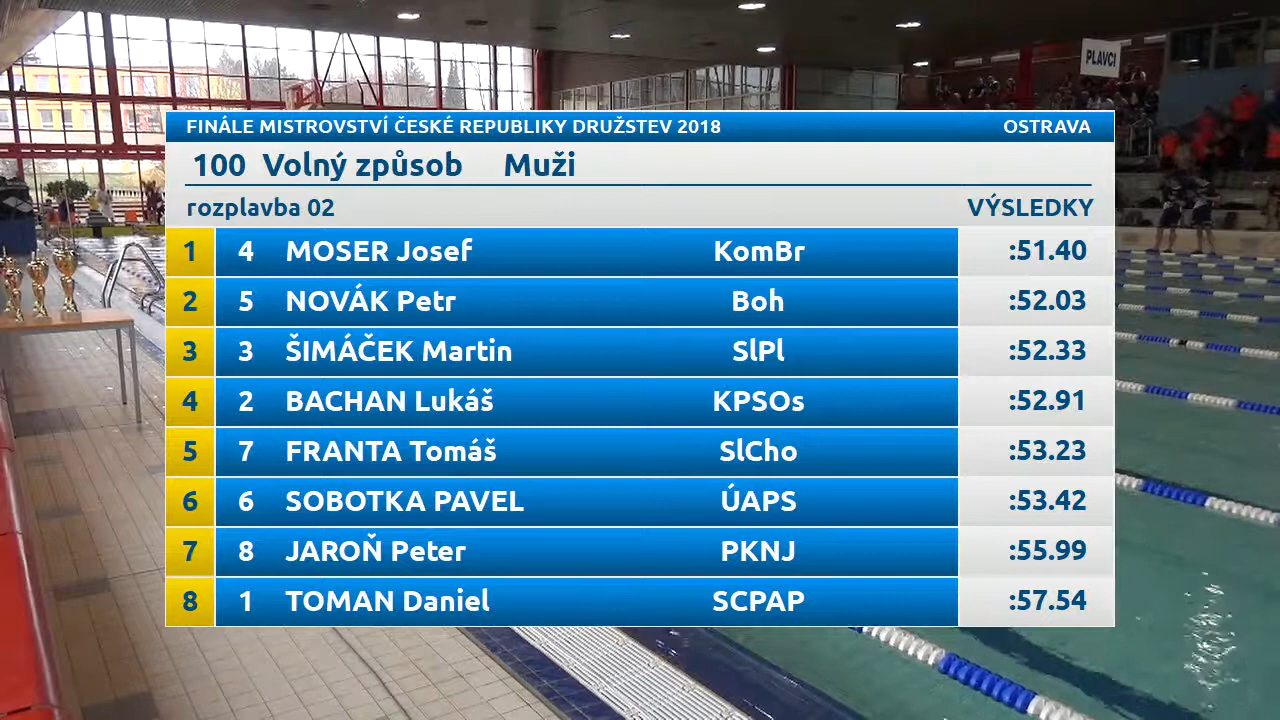 PLAVCI
FINÁLE MISTROVSTVÍ ČESKÉ REPUBLIKY DRUŽSTEV 2018 OSTRAVA
100 Volný způsob Muži
rozplavba 02 VÝSLEDKY
1 4 MOSER Josef KomBr :51.40
2 5 NOVÁK Petr Boh :52.03
3 3 ŠIMÁČEK Martin SlPl :52.33
4 2 BACHAN Lukáš KPSOs :52.91
5 7 FRANTA Tomáš SlCho :53.23
6 6 SOBOTKA PAVEL ÚAPS :53.42
7 8 JAROŇ Peter PKNJ :55.99
8 1 TOMAN Daniel SCPAP :57.54